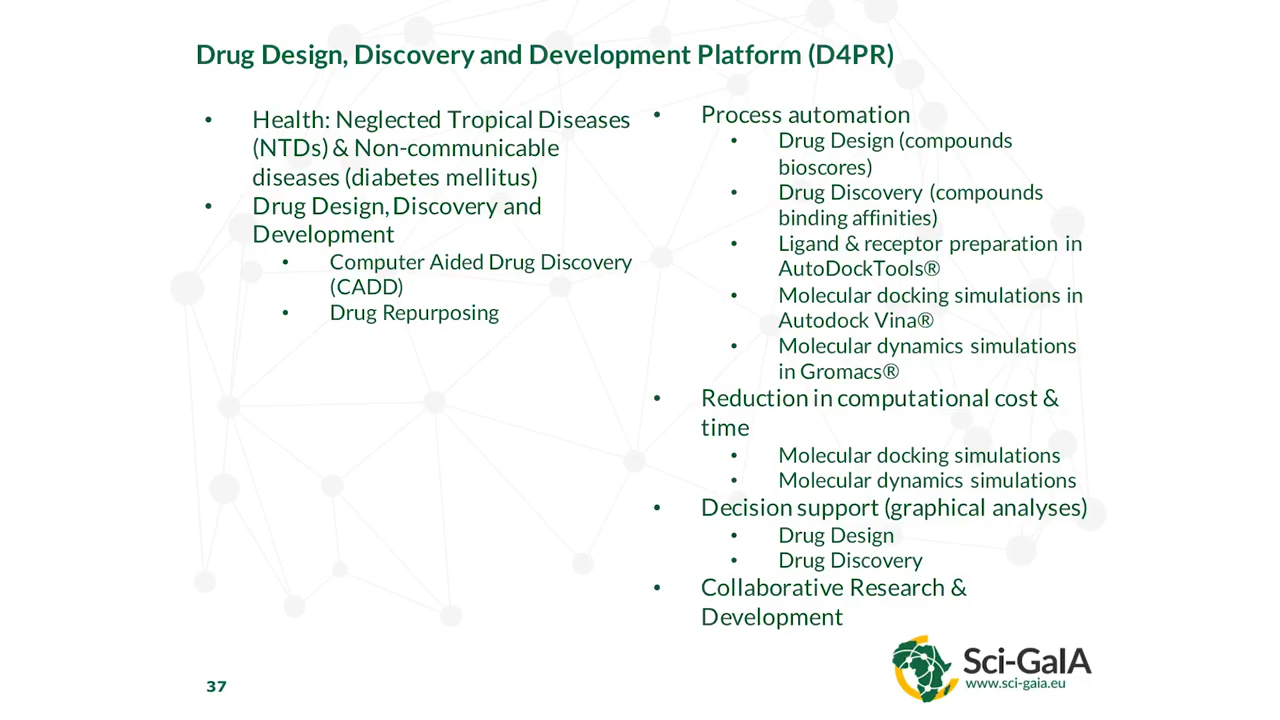 Drug Design, Discovery and Development Platform (D4PR)
• Health: Neglected Tropical Diseases
(NTDs) & Non-communicable
diseases (diabetes mellitus)
• Drug Design, Discovery and
Development
• Computer Aided Drug Discovery
(CADD)
• Drug Repurposing
• Process automation
• Drug Design (compounds
bioscores)
• Drug Discovery (compounds
binding affinities)
• Ligand & receptor preparation in
AutoDockTools®
• Molecular docking simulations in
Autodock Vina®
• Molecular dynamics simulations
in Gromacs®
• Reduction in computational cost &
time
• Molecular docking simulations
• Molecular dynamics simulations
• Decision support (graphical analyses)
• Drug Design
• Drug Discovery
• Collaborative Research &
Development
Sci-GaIA
www.sci-gaia.eu
37